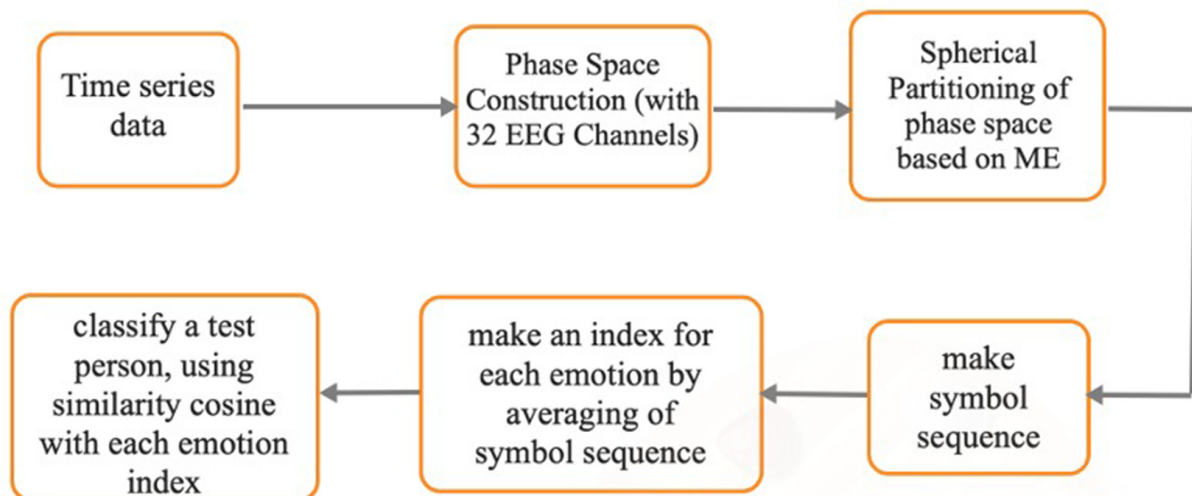 Time series
data
Phase Space
Construction (with
32 EEG Channels)
Spherical
Partitioning of
phase space
based on ME
make
symbol
sequence
make an index for
each emotion by
averaging of
symbol sequence
classify a test
person, using
similarity cosine
with each emotion
index